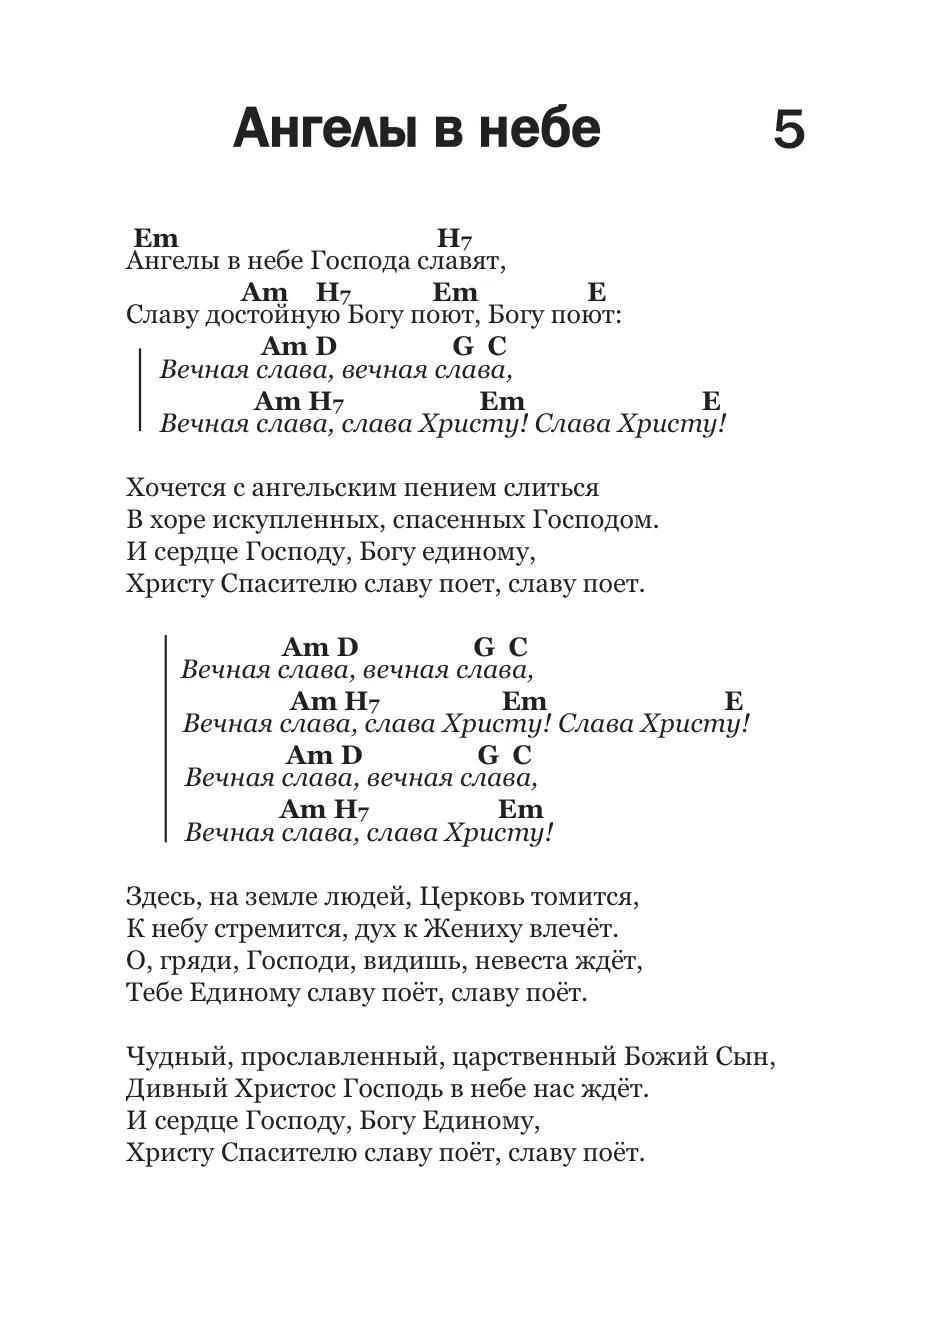 Ангелы в небе 5
Em H7
Ангелы в небе Господа славят,
Am H7 Em E
Славу достойную Богу поют, Богу поют:
Am D G C
Вечная слава, вечная слава,
Am H7 Em E
Вечная слава, слава Христу! Слава Христу!
Хочется с ангельским пением слиться
В хоре искупленных, спасенных Господом.
И сердце Господу, Богу единому,
Христу Спасителю славу поет, славу поет.
Am D G C
Вечная слава, вечная слава,
Am H7 Em E
Вечная слава, слава Христу! Слава Христу!
Am D G C
Вечная слава, вечная слава,
Am H7 Em
Вечная слава, слава Христу!
Здесь, на земле людей, Церковь томится,
К небу стремится, дух к Жениху влечёт.
О, гряди, Господи, видишь, невеста ждёт,
Тебе Единому славу поёт, славу поёт.
Чудный, прославленный, царственный Божий Сын,
Дивный Христос Господь в небе нас ждёт.
И сердце Господу, Богу Единому,
Христу Спасителю славу поёт, славу поёт.